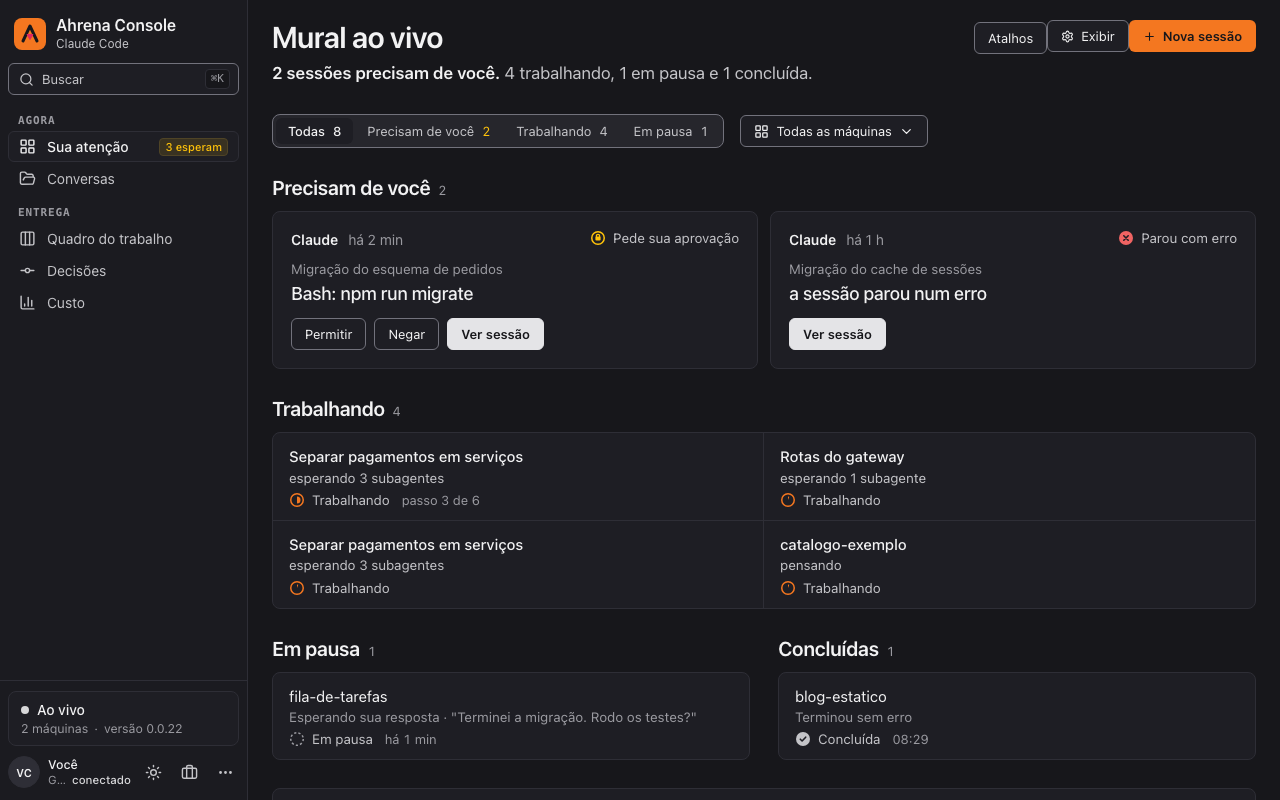 Ahrena Console
Claude Code
Buscar ⌘K
AGORA
Sua atenção 3 esperam
Conversas
ENTREGA
Quadro do trabalho
Decisões
Custo
Ao vivo
2 máquinas · versão 0.0.22
VC Você
G... conectado
Mural ao vivo
Atalhos Exibir + Nova sessão
2 sessões precisam de você. 4 trabalhando, 1 em pausa e 1 concluída.
Todas 8 Precisam de você 2 Trabalhando 4 Em pausa 1 Todas as máquinas
Precisam de você 2
Claude há 2 min Pede sua aprovação
Migração do esquema de pedidos
Bash: npm run migrate
Permitir Negar Ver sessão
Claude há 1 h Parou com erro
Migração do cache de sessões
a sessão parou num erro
Ver sessão
Trabalhando 4
Separar pagamentos em serviços
esperando 3 subagentes
Trabalhando passo 3 de 6
Rotas do gateway
esperando 1 subagente
Trabalhando
Separar pagamentos em serviços
esperando 3 subagentes
Trabalhando
catalogo-exemplo
pensando
Trabalhando
Em pausa 1
fila-de-tarefas
Esperando sua resposta · "Terminei a migração. Rodo os testes?"
Em pausa há 1 min
Concluídas 1
blog-estatico
Terminou sem erro
Concluída 08:29